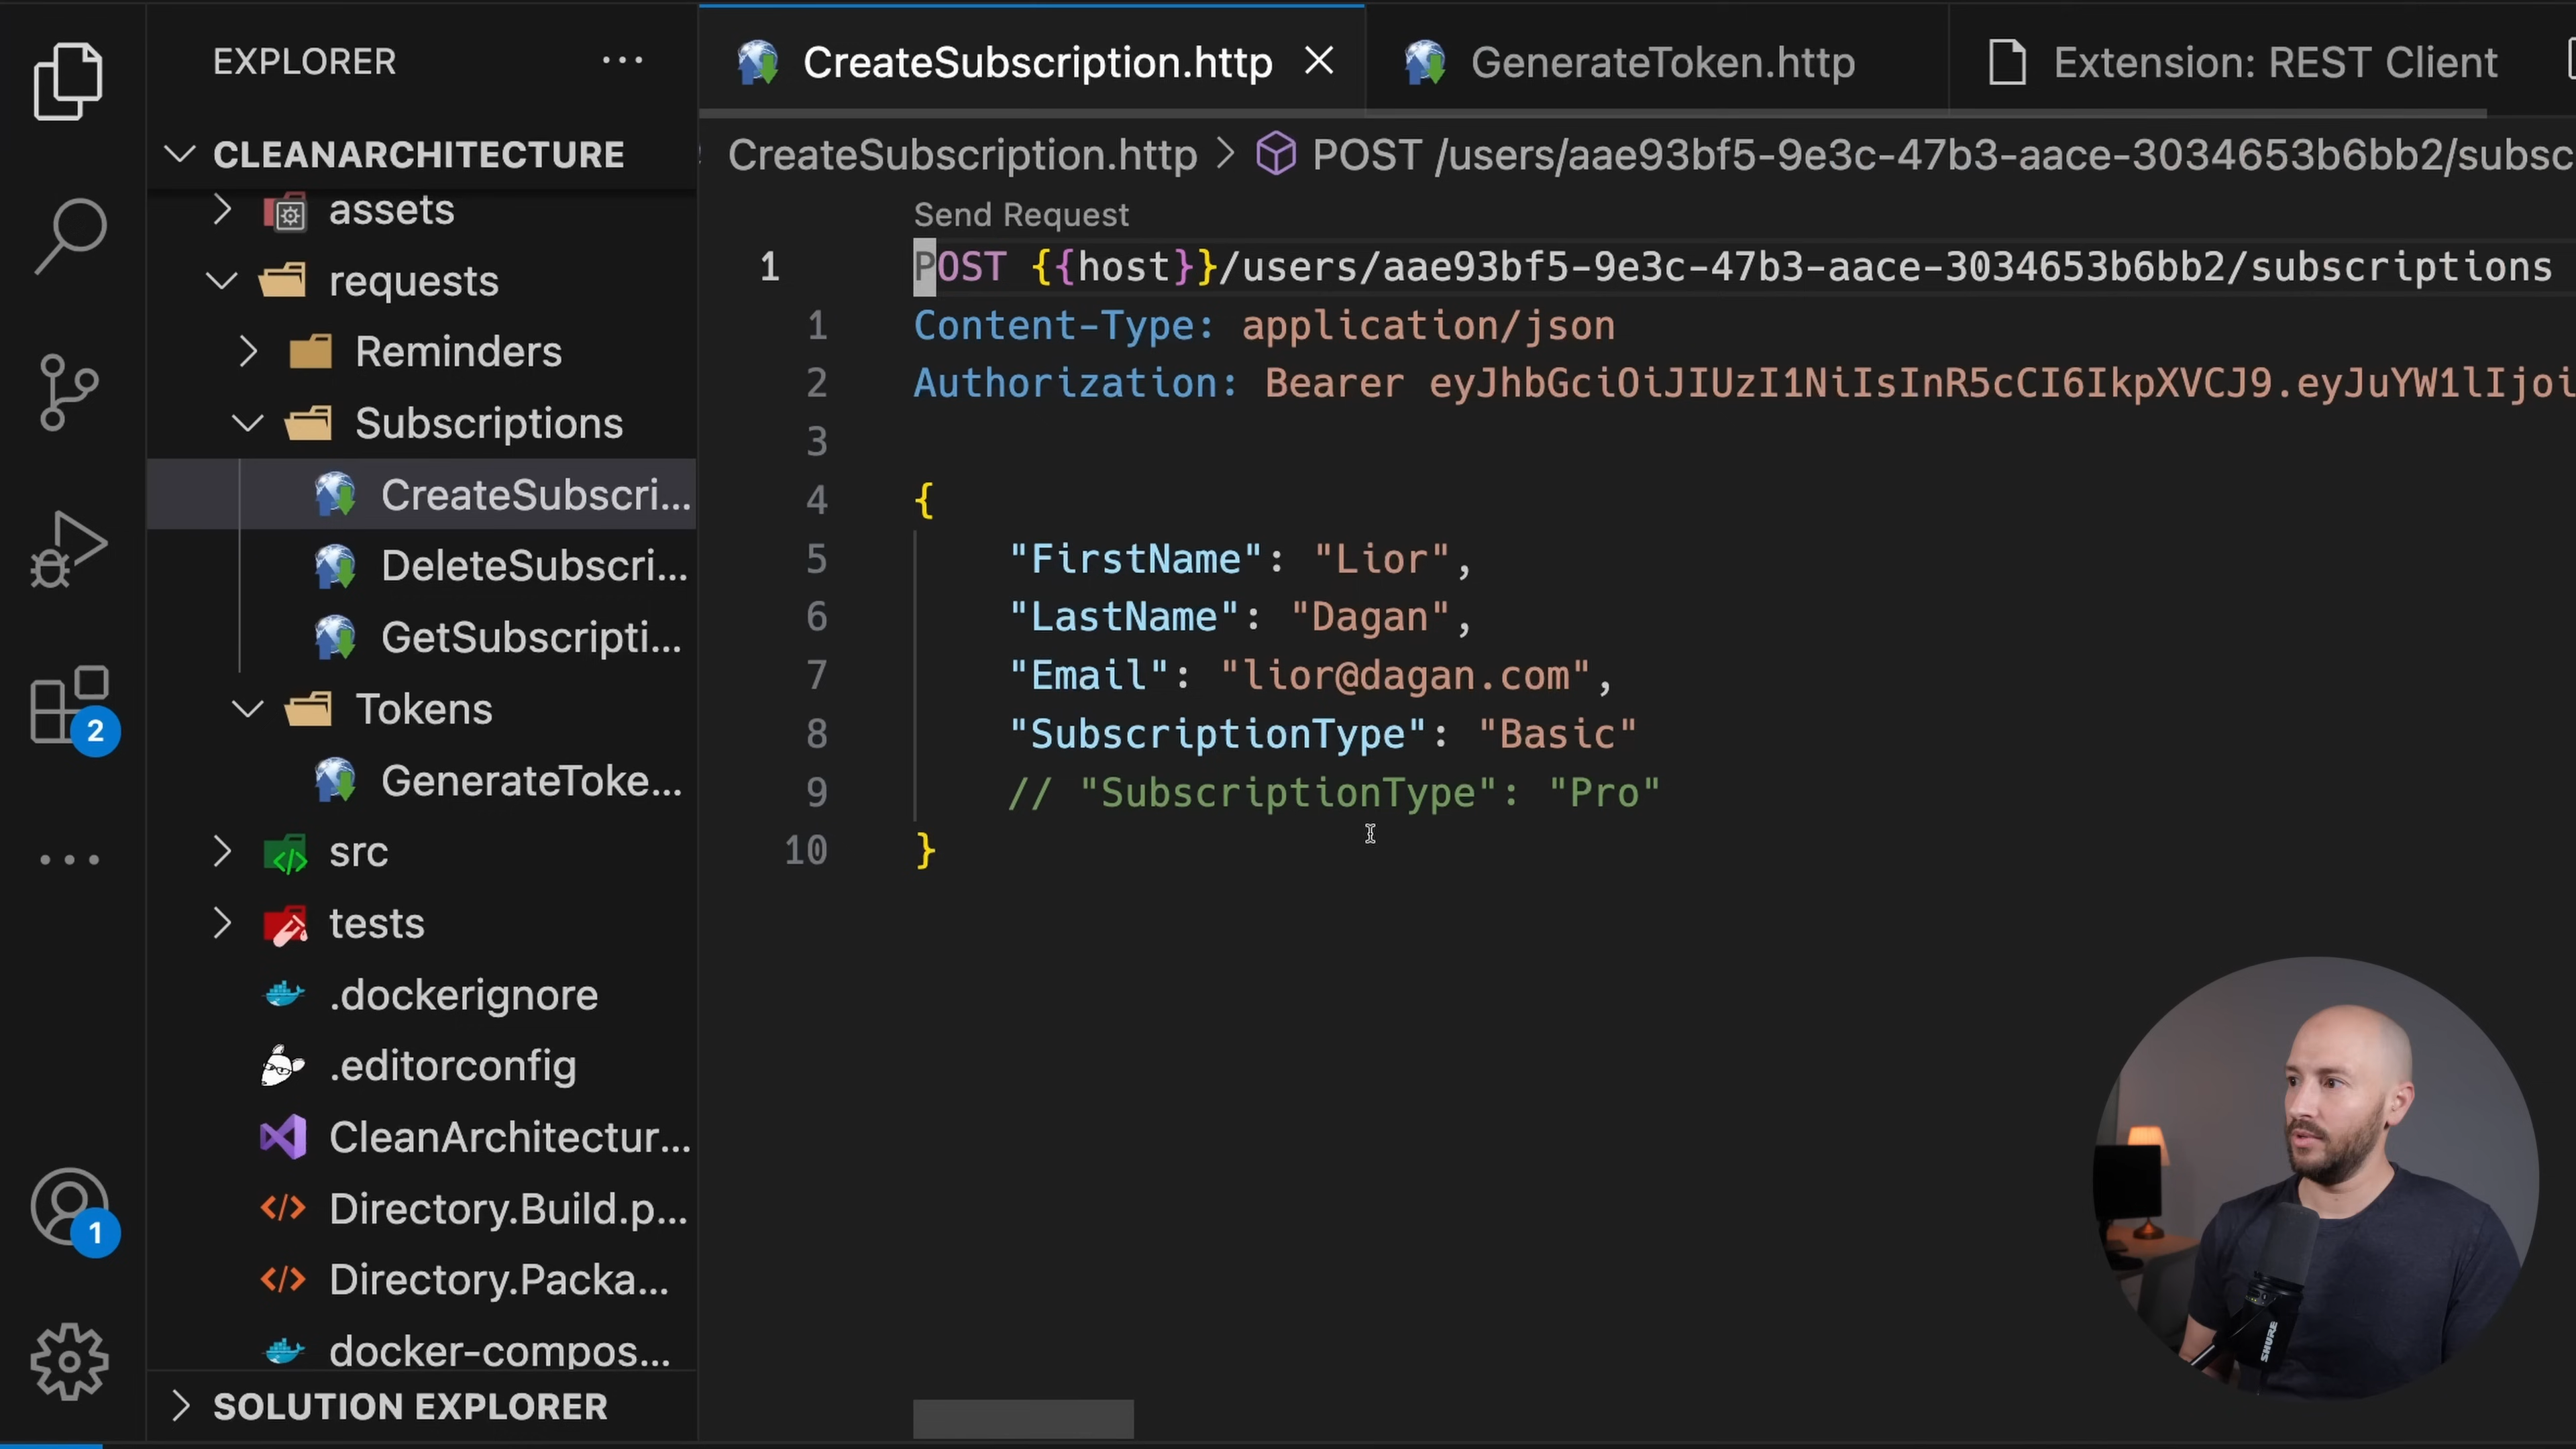 EXPLORER
CLEANARCHITECTURE
assets
requests
Reminders
Subscriptions
CreateSubscri...
DeleteSubscri...
GetSubscripti...
Tokens
GenerateToke...
src
tests
.dockerignore
.editorconfig
CleanArchitectur...
Directory.Build.p...
Directory.Packa...
docker-compos...
SOLUTION EXPLORER
2
1
CreateSubscription.http
GenerateToken.http
Extension: REST Client
CreateSubscription.http > POST /users/aae93bf5-9e3c-47b3-aace-3034653b6bb2/subsc
Send Request
1 POST {{host}}/users/aae93bf5-9e3c-47b3-aace-3034653b6bb2/subscriptions
1 Content-Type: application/json
2 Authorization: Bearer eyJhbGciOiJIUzI1NiIsInR5cCI6IkpXVCJ9.eyJuYW1lIjoi
3
4 {
5 "FirstName": "Lior",
6 "LastName": "Dagan",
7 "Email": "lior@dagan.com",
8 "SubscriptionType": "Basic"
9 // "SubscriptionType": "Pro"
10 }
SHURE